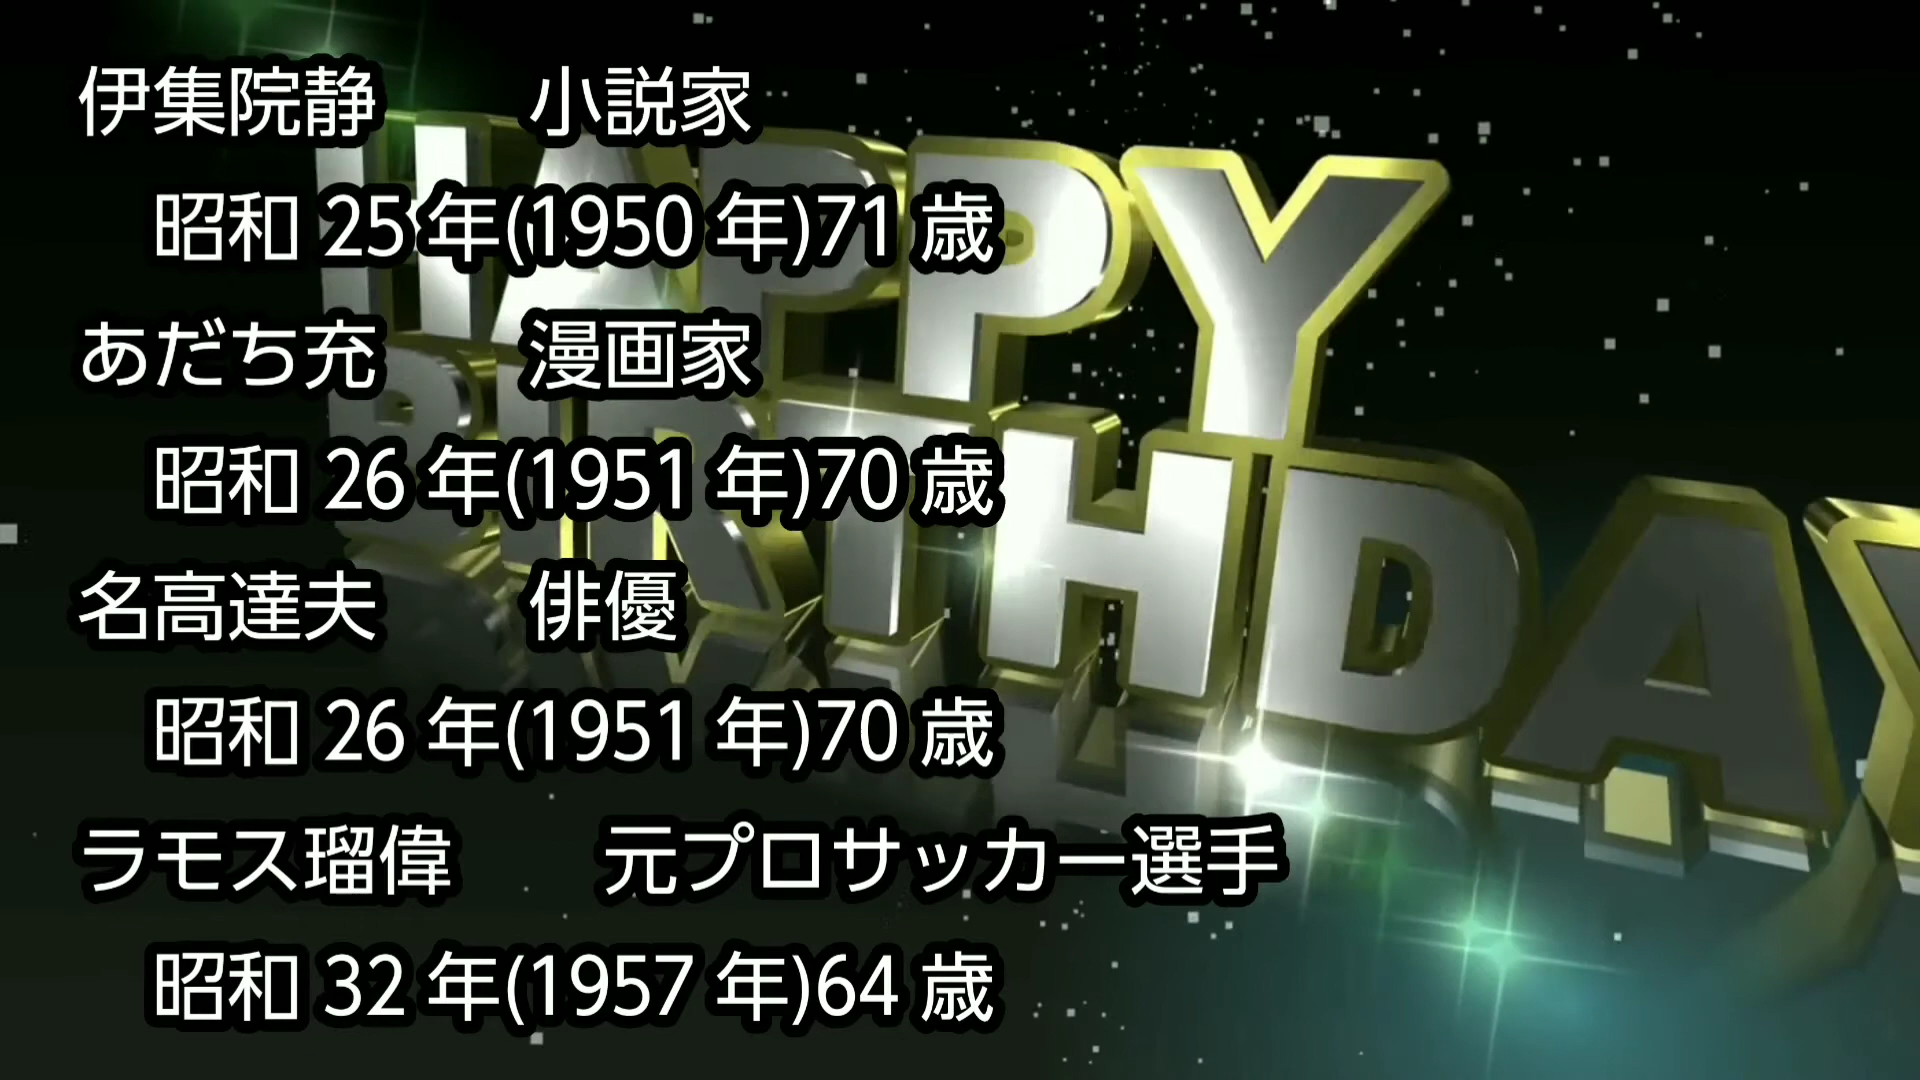 伊集院静　　小説家
昭和 25 年(1950 年)71 歳
あだち充　　漫画家
昭和 26 年(1951 年)70 歳
名高達夫　　俳優
昭和 26 年(1951 年)70 歳
ラモス瑠偉　　元プロサッカー選手
昭和 32 年(1957 年)64 歳
HAPPY
BIRTHDAY